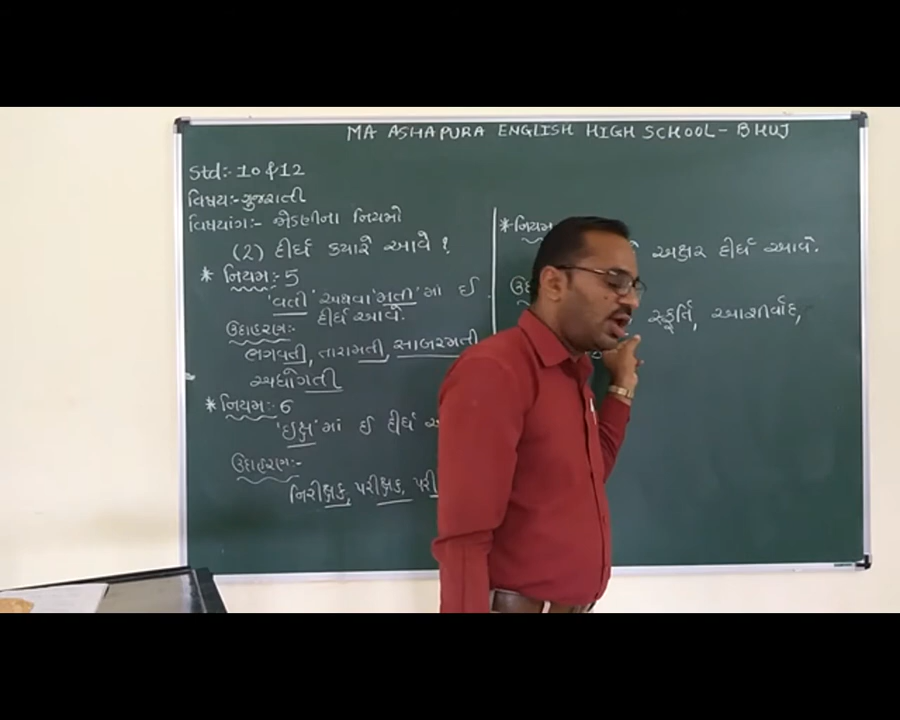 MA ASHAPURA ENGLISH HIGH SCHOOL - BHUJ
Std:- 10 & 12
વિષય:- ગુજરાતી
વિષયાંગ:- જોડણીના નિયમો
(2) દીર્ઘ ક્યારે આવે ?
* નિયમ:- 5
'વતી' અથવા 'મતી' માં ઈ
દીર્ઘ આવે.
ઉદાહરણ:-
ભગવતી, તારામતી, સાબરમતી
અધોગતી
* નિયમ:- 6
'ઈક્ષ' માં ઈ દીર્ઘ
ઉદાહરણ:-
નિરીક્ષક, પરીક્ષક, પરી
* નિયમ
અક્ષર દીર્ઘ આવે.
સ્ફૂર્તિ, આશીર્વાદ,